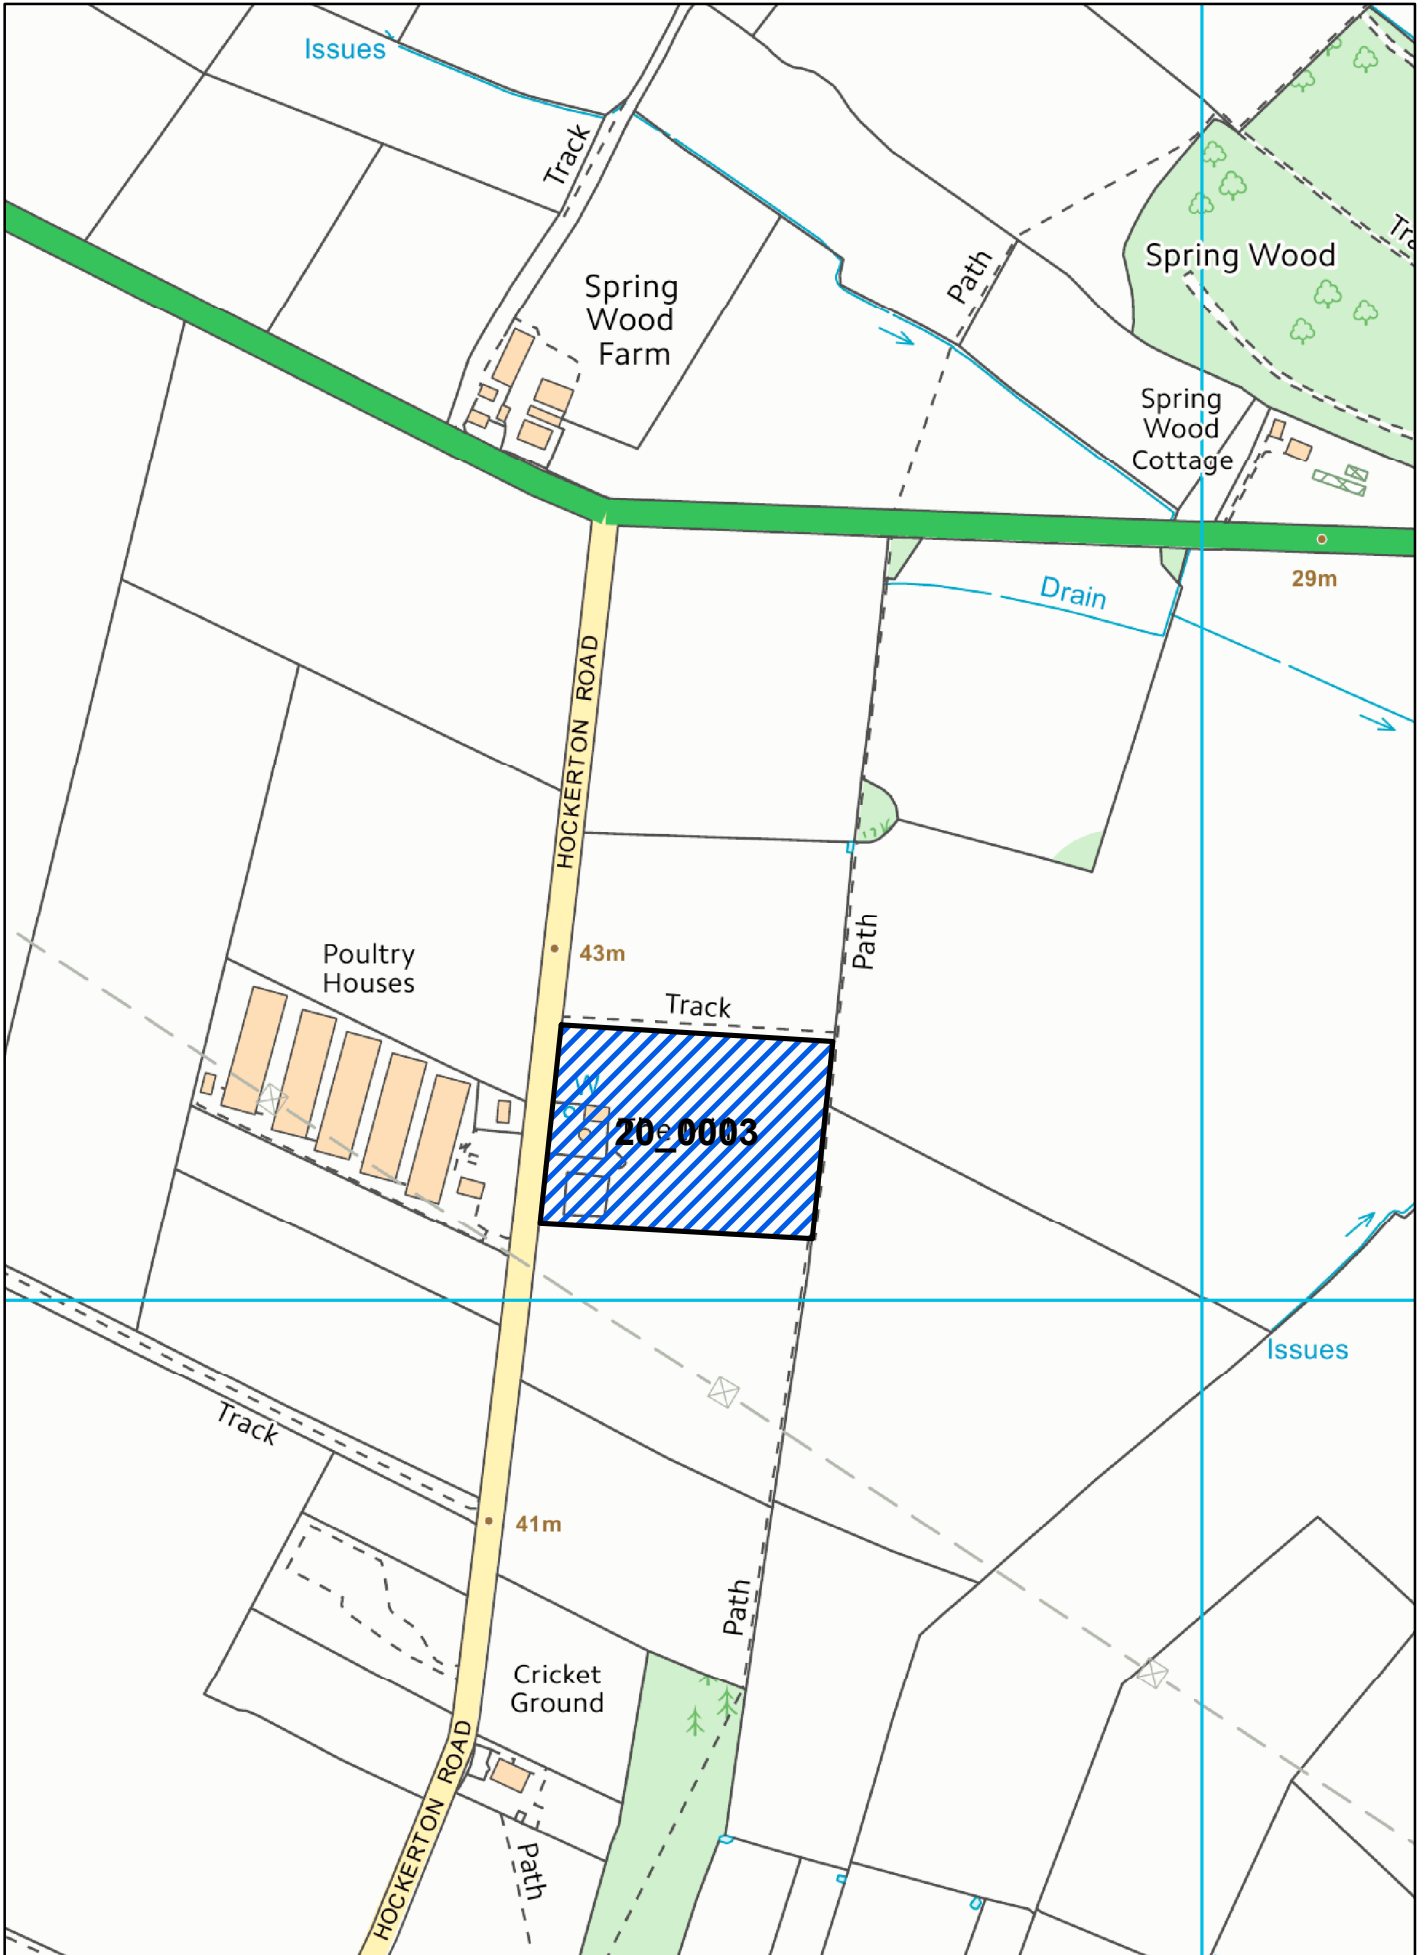 Issues
Track
Spring
Wood
Farm
Path
Spring Wood
Spring
Wood
Cottage
29m
Drain
HOCKERTON ROAD
Poultry
Houses
43m
Path
Track
W
20_0003
Issues
Track
41m
Path
Cricket
Ground
HOCKERTON ROAD
Path